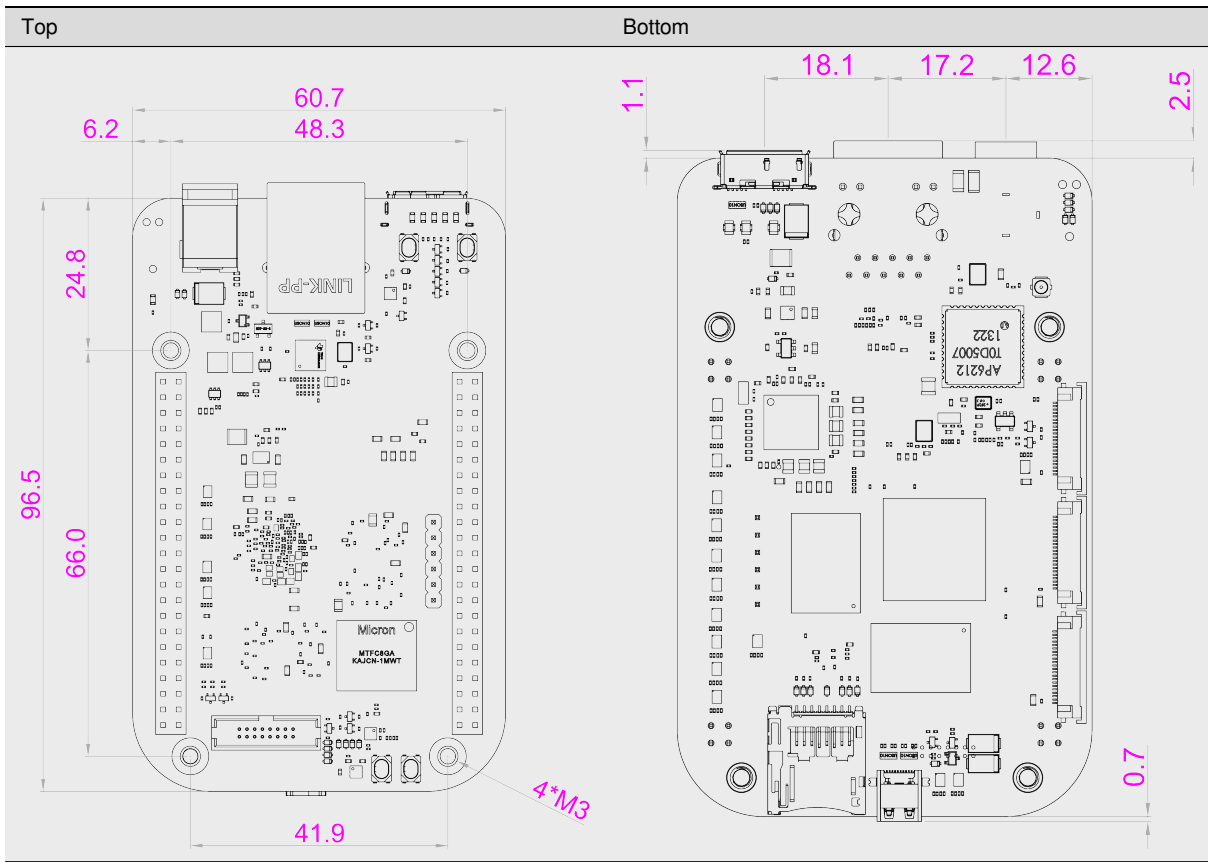 Top
Bottom
60.7
6.2
48.3
24.8
96.5
66.0
41.9
4*M3
LINK-PP
Micron
MTFC8GA
KAJCN-1MWT
1.1
18.1
17.2
12.6
2.5
0.7
AP6212
T0D5007
1322